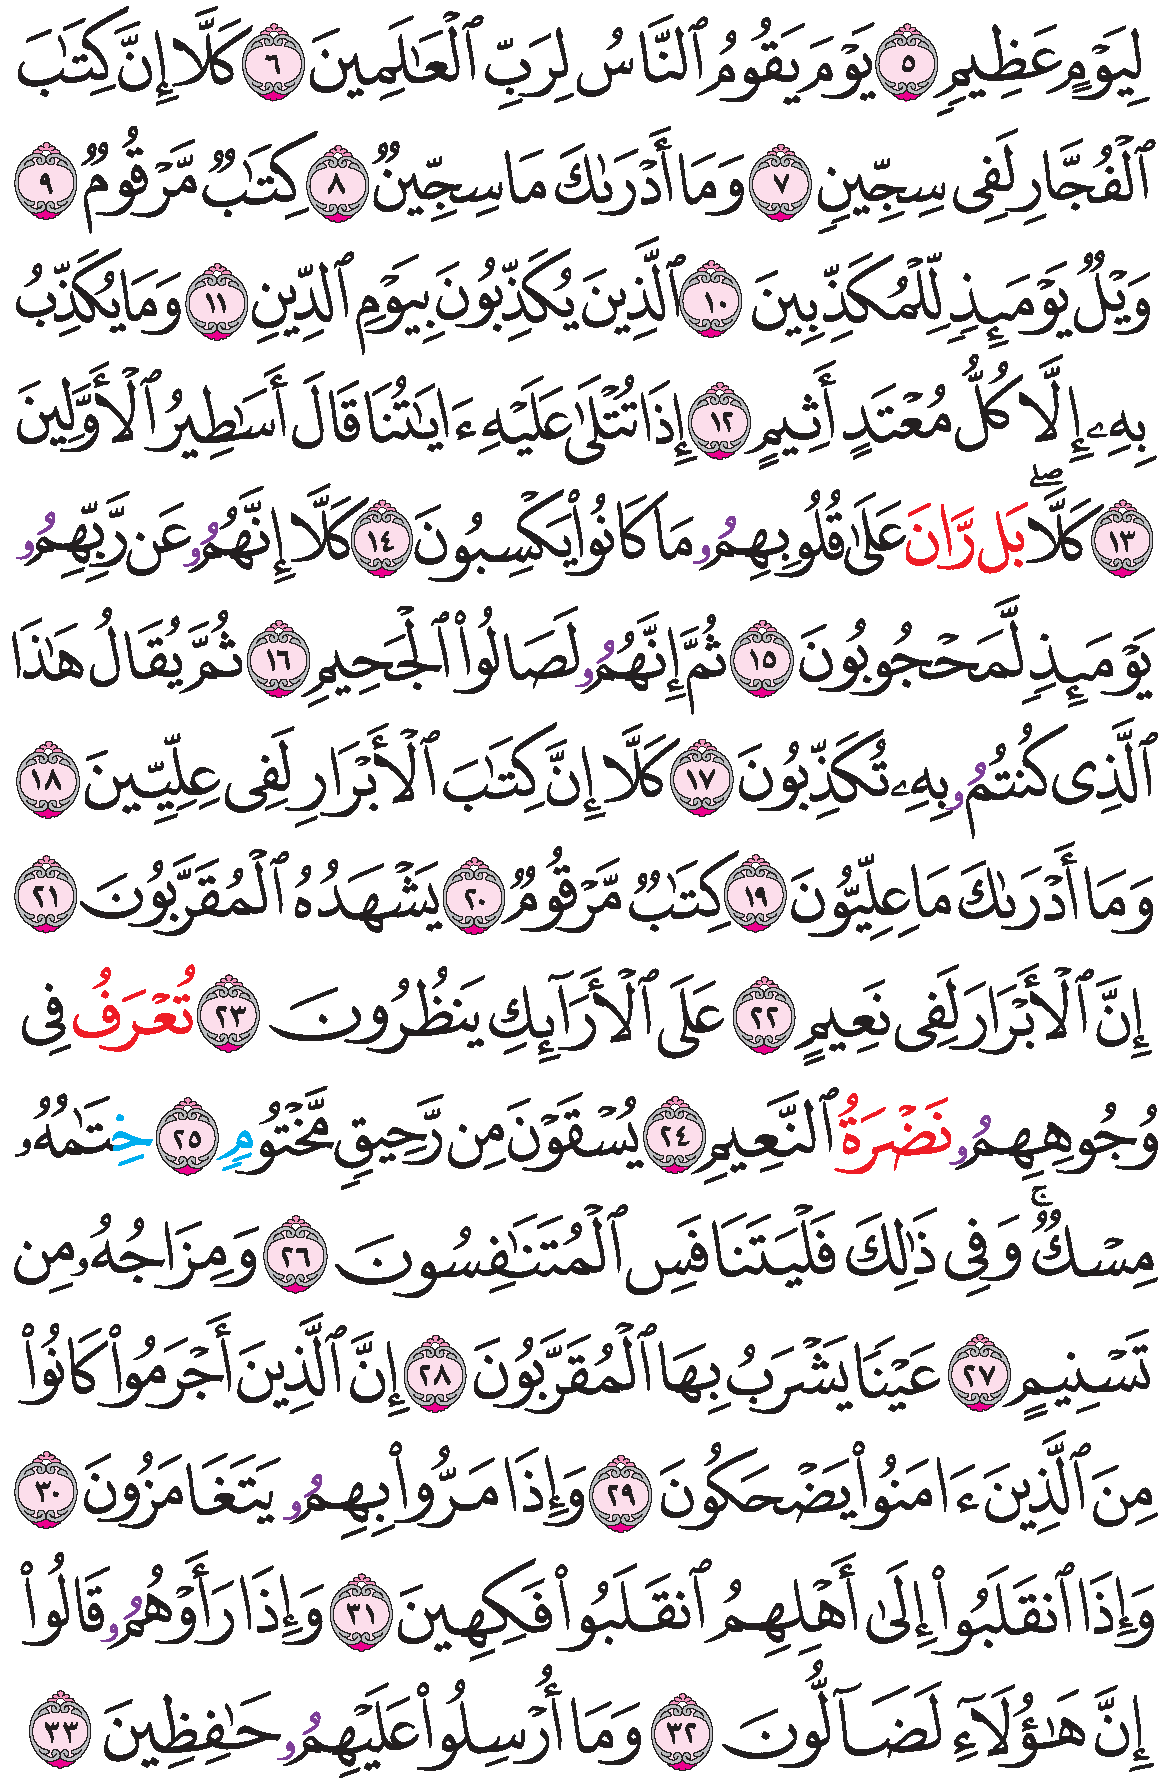 لِيَوْمٍ عَظِيمٍ ٥ يَوْمَ يَقُومُ ٱلنَّاسُ لِرَبِّ ٱلْعَٰلَمِينَ ٦ كَلَّا إِنَّ كِتَٰبَ
ٱلْفُجَّارِ لَفِى سِجِّينٍ ٧ وَمَا أَدْرَىٰكَ مَا سِجِّينٌ ٨ كِتَٰبٌ مَّرْقُومٌ ٩
وَيْلٌ يَوْمَئِذٍ لِّلْمُكَذِّبِينَ ١٠ ٱلَّذِينَ يُكَذِّبُونَ بِيَوْمِ ٱلدِّينِ ١١ وَمَا يُكَذِّبُ
بِهِۦ إِلَّا كُلُّ مُعْتَدٍ أَثِيمٍ ١٢ إِذَا تُتْلَىٰ عَلَيْهِ ءَايَٰتُنَا قَالَ أَسَٰطِيرُ ٱلْأَوَّلِينَ
١٣ كَلَّاۖ بَل رَّانَ عَلَىٰ قُلُوبِهِمُۥ مَا كَانُوا۟ يَكْسِبُونَ ١٤ كَلَّا إِنَّهُمُۥ عَن رَّبِّهِمُۥ
يَوْمَئِذٍ لَّمَحْجُوبُونَ ١٥ ثُمَّ إِنَّهُمُۥ لَصَالُوا۟ ٱلْجَحِيمِ ١٦ ثُمَّ يُقَالُ هَٰذَا
ٱلَّذِى كُنتُمُۥ بِهِۦ تُكَذِّبُونَ ١٧ كَلَّا إِنَّ كِتَٰبَ ٱلْأَبْرَارِ لَفِى عِلِّيِّينَ ١٨
وَمَا أَدْرَىٰكَ مَا عِلِّيُّونَ ١٩ كِتَٰبٌ مَّرْقُومٌ ٢٠ يَشْهَدُهُ ٱلْمُقَرَّبُونَ ٢١
إِنَّ ٱلْأَبْرَارَ لَفِى نَعِيمٍ ٢٢ عَلَى ٱلْأَرَآئِكِ يَنظُرُونَ ٢٣ تُعْرَفُ فِى
وُجُوهِهِمُۥ نَضْرَةُ ٱلنَّعِيمِ ٢٤ يُسْقَوْنَ مِن رَّحِيقٍ مَّخْتُومٍ ٢٥ خِتَٰمُهُۥ
مِسْكٌۚ وَفِى ذَٰلِكَ فَلْيَتَنَافَسِ ٱلْمُتَنَٰفِسُونَ ٢٦ وَمِزَاجُهُۥ مِن
تَسْنِيمٍ ٢٧ عَيْنًا يَشْرَبُ بِهَا ٱلْمُقَرَّبُونَ ٢٨ إِنَّ ٱلَّذِينَ أَجْرَمُوا۟ كَانُوا۟
مِنَ ٱلَّذِينَ ءَامَنُوا۟ يَضْحَكُونَ ٢٩ وَإِذَا مَرُّوا۟ بِهِمُۥ يَتَغَامَزُونَ ٣٠
وَإِذَا ٱنقَلَبُوا۟ إِلَىٰ أَهْلِهِمُ ٱنقَلَبُوا۟ فَٰكِهِينَ ٣١ وَإِذَا رَأَوْهُمُۥ قَالُوا۟
إِنَّ هَٰٓؤُلَآءِ لَضَآلُّونَ ٣٢ وَمَا أُرْسِلُوا۟ عَلَيْهِمُۥ حَٰفِظِينَ ٣٣